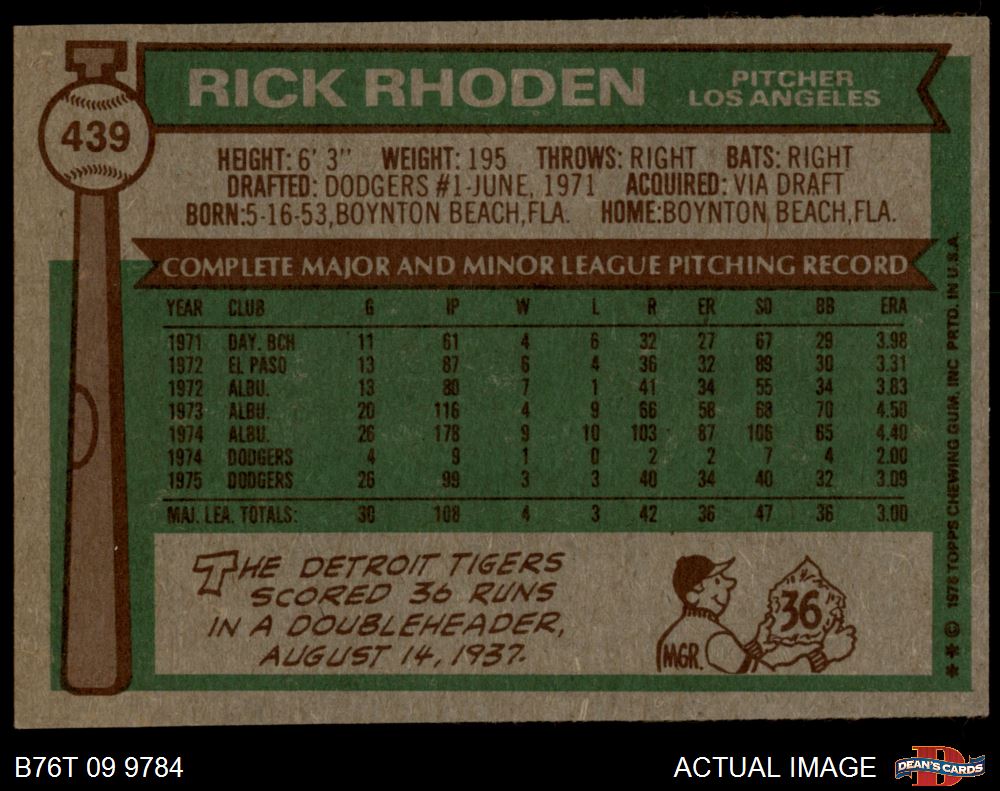 RICK RHODEN
PITCHER
LOS ANGELES
439
HEIGHT: 6' 3" WEIGHT: 195 THROWS: RIGHT BATS: RIGHT
DRAFTED: DODGERS #1-JUNE, 1971 ACQUIRED: VIA DRAFT
BORN:5-16-53,BOYNTON BEACH,FLA. HOME:BOYNTON BEACH,FLA.
COMPLETE MAJOR AND MINOR LEAGUE PITCHING RECORD
YEAR CLUB G IP W L R ER SO BB ERA
1971 DAY. BCH 11 61 4 6 32 27 67 29 3.98
1972 EL PASO 13 87 6 4 36 32 89 30 3.31
1972 ALBU. 13 80 7 1 41 34 55 34 3.83
1973 ALBU. 20 116 4 9 66 58 68 70 4.50
1974 ALBU. 26 178 9 10 103 87 106 65 4.40
1974 DODGERS 4 9 1 0 2 2 7 4 2.00
1975 DODGERS 26 99 3 3 40 34 40 32 3.09
MAJ. LEA. TOTALS: 30 108 4 3 42 36 47 36 3.00
THE DETROIT TIGERS
SCORED 36 RUNS
IN A DOUBLEHEADER,
AUGUST 14, 1937.
MGR.
36
** © 1976 TOPPS CHEWING GUM, INC PRTD. IN U.S.A.
B76T 09 9784
ACTUAL IMAGE
D
DEAN'S CARDS